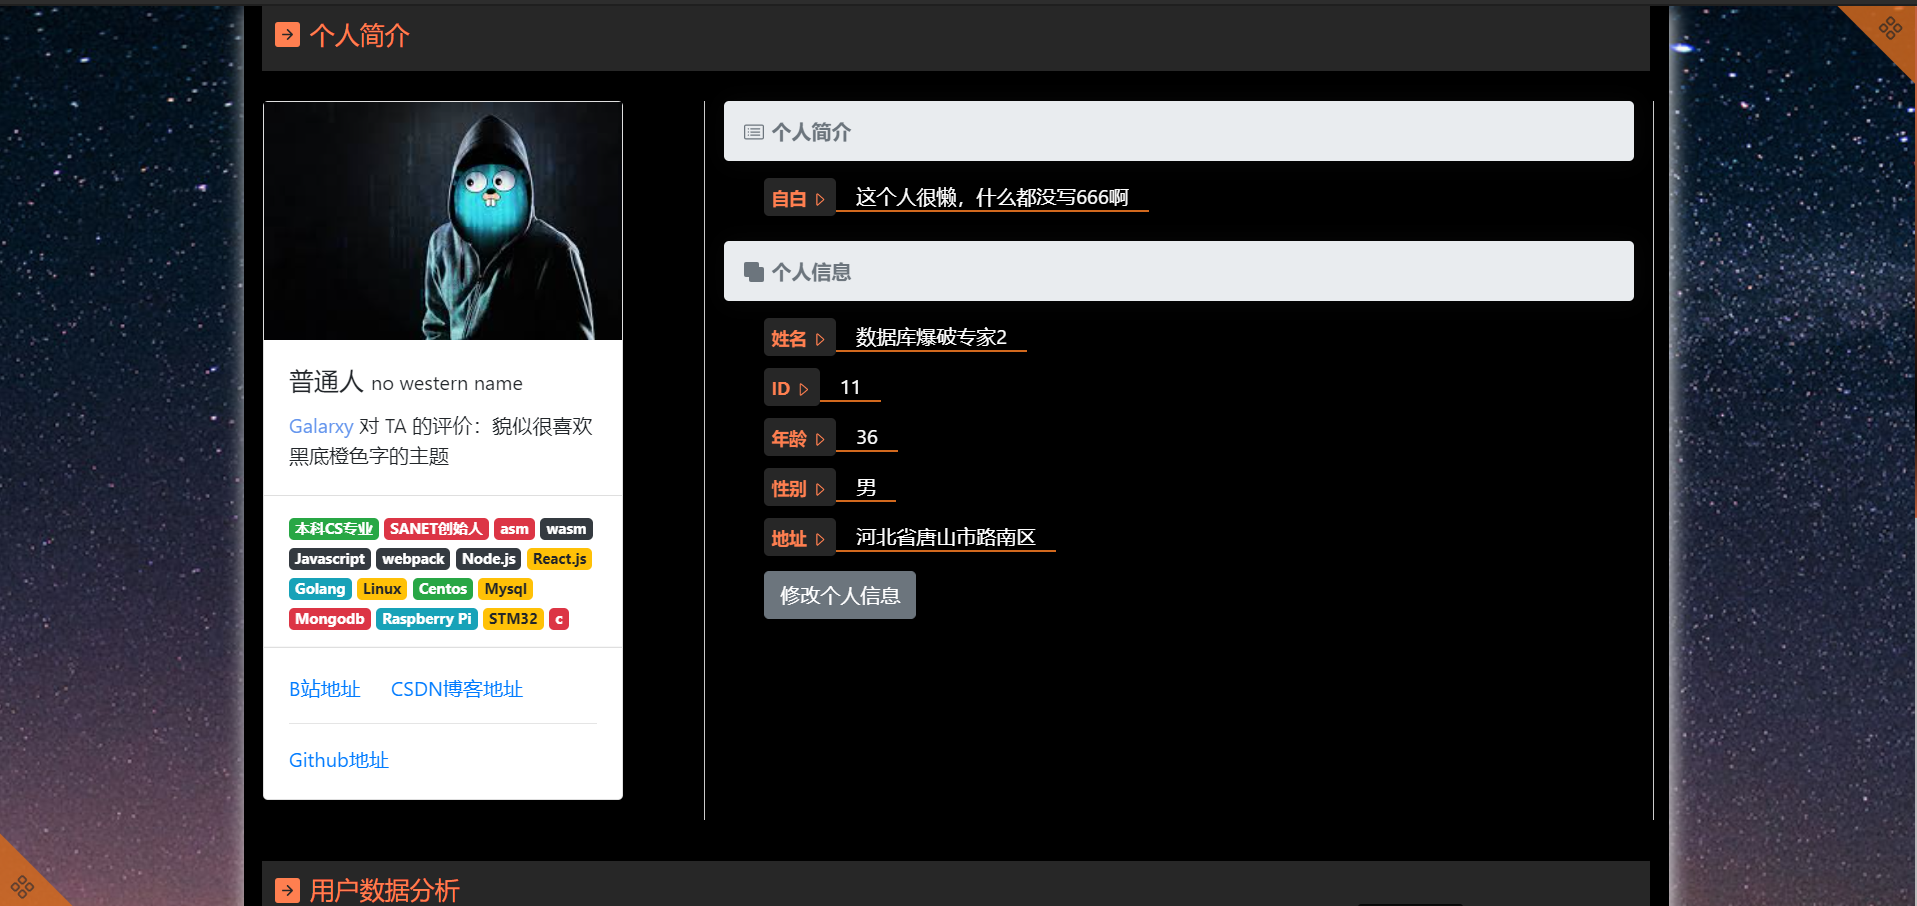 个人简介
普通人 no western name
Galarxy 对 TA 的评价：貌似很喜欢
黑底橙色字的主题
本科CS专业 SANET创始人 asm wasm
Javascript webpack Node.js React.js
Golang Linux Centos Mysql
Mongodb Raspberry Pi STM32 c
B站地址 CSDN博客地址
Github地址
个人简介
自白 这个人很懒，什么都没写666啊
个人信息
姓名 数据库爆破专家2
ID 11
年龄 36
性别 男
地址 河北省唐山市路南区
修改个人信息
用户数据分析